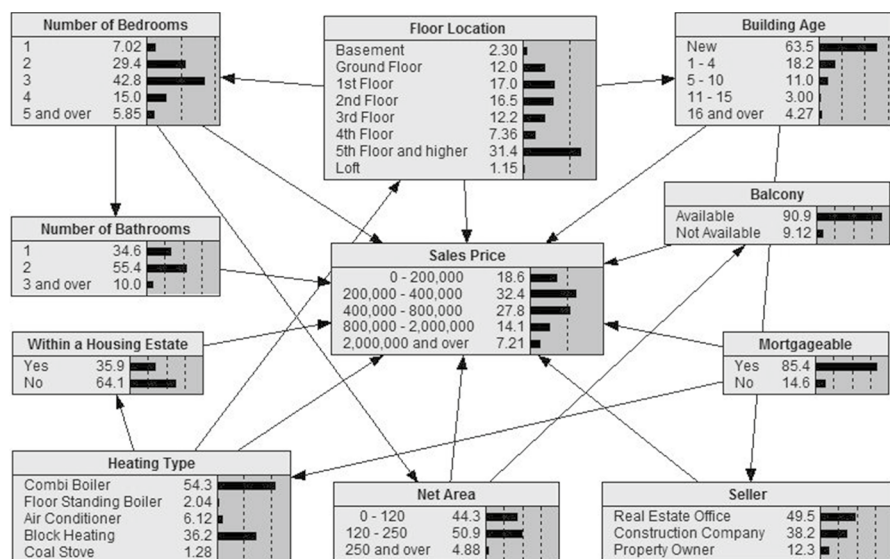 Number of Bedrooms
1 7.02
2 29.4
3 42.8
4 15.0
5 and over 5.85
Floor Location
Basement 2.30
Ground Floor 12.0
1st Floor 17.0
2nd Floor 16.5
3rd Floor 12.2
4th Floor 7.36
5th Floor and higher 31.4
Loft 1.15
Building Age
New 63.5
1 - 4 18.2
5 - 10 11.0
11 - 15 3.00
16 and over 4.27
Balcony
Available 90.9
Not Available 9.12
Number of Bathrooms
1 34.6
2 55.4
3 and over 10.0
Sales Price
0 - 200,000 18.6
200,000 - 400,000 32.4
400,000 - 800,000 27.8
800,000 - 2,000,000 14.1
2,000,000 and over 7.21
Within a Housing Estate
Yes 35.9
No 64.1
Mortgageable
Yes 85.4
No 14.6
Heating Type
Combi Boiler 54.3
Floor Standing Boiler 2.04
Air Conditioner 6.12
Block Heating 36.2
Coal Stove 1.28
Net Area
0 - 120 44.3
120 - 250 50.9
250 and over 4.88
Seller
Real Estate Office 49.5
Construction Company 38.2
Property Owner 12.3